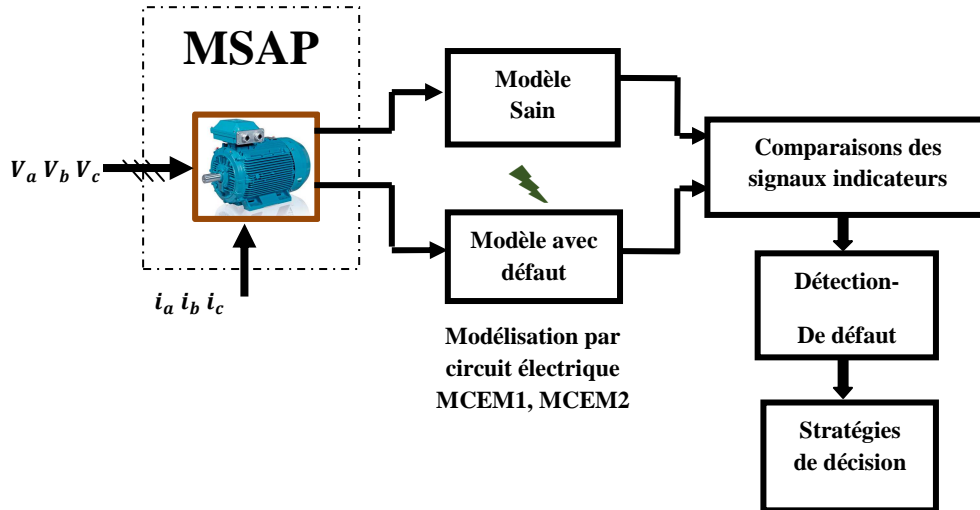 MSAP
V_a V_b V_c
i_a i_b i_c
Modèle
Sain
Modèle avec
défaut
Modélisation par
circuit électrique
MCEM1, MCEM2
Comparaisons des
signaux indicateurs
Détection-
De défaut
Stratégies
de décision